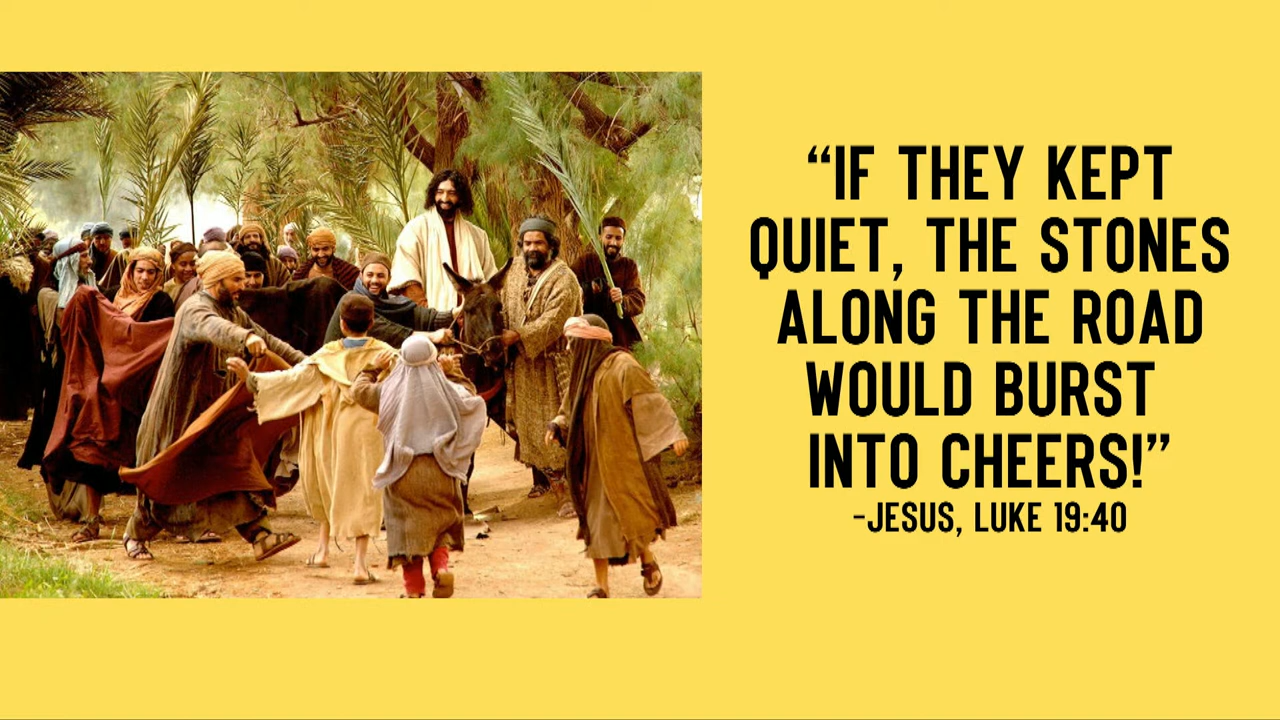 “IF THEY KEPT
QUIET, THE STONES
ALONG THE ROAD
WOULD BURST
INTO CHEERS!”
-JESUS, LUKE 19:40